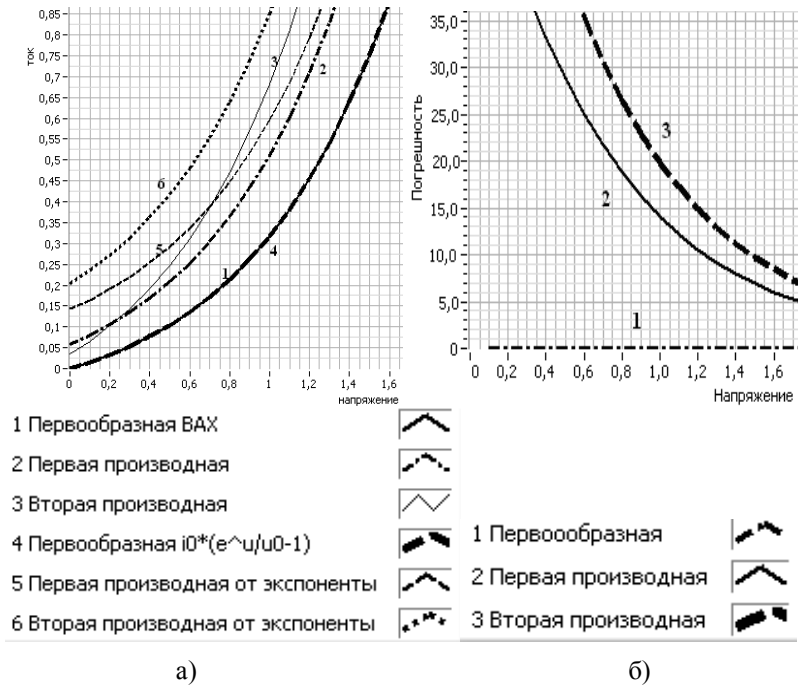 ток
0,85
0,8
0,75
0,7
0,65
0,6
0,55
0,5
0,45
0,4
0,35
0,3
0,25
0,2
0,15
0,1
0,05
0
0 0,2 0,4 0,6 0,8 1 1,2 1,4 1,6
напряжение
1
2
3
4
5
6
1 Первообразная ВАХ
2 Первая производная
3 Вторая производная
4 Первообразная i0*(e^u/u0-1)
5 Первая производная от экспоненты
6 Вторая производная от экспоненты
а)
Погрешность
35,0
30,0
25,0
20,0
15,0
10,0
5,0
0
0 0,2 0,4 0,6 0,8 1,0 1,2 1,4 1,6
Напряжение
1
2
3
1 Первоообразная
2 Первая производная
3 Вторая производная
б)